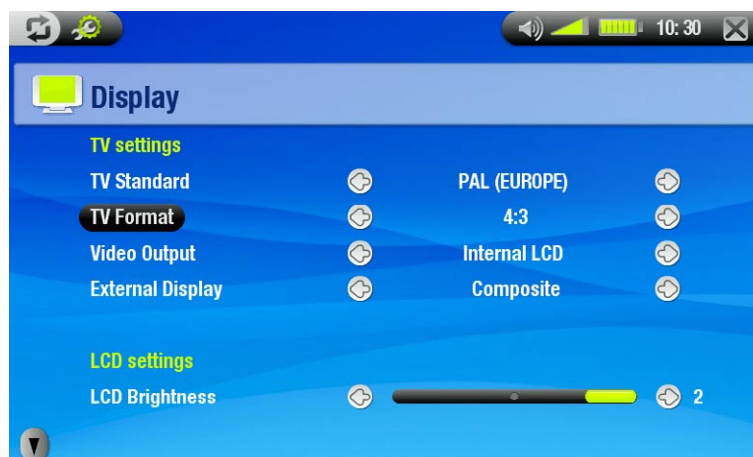 10:30
Display
TV settings
TV Standard PAL (EUROPE)
TV Format 4:3
Video Output Internal LCD
External Display Composite
LCD settings
LCD Brightness 2